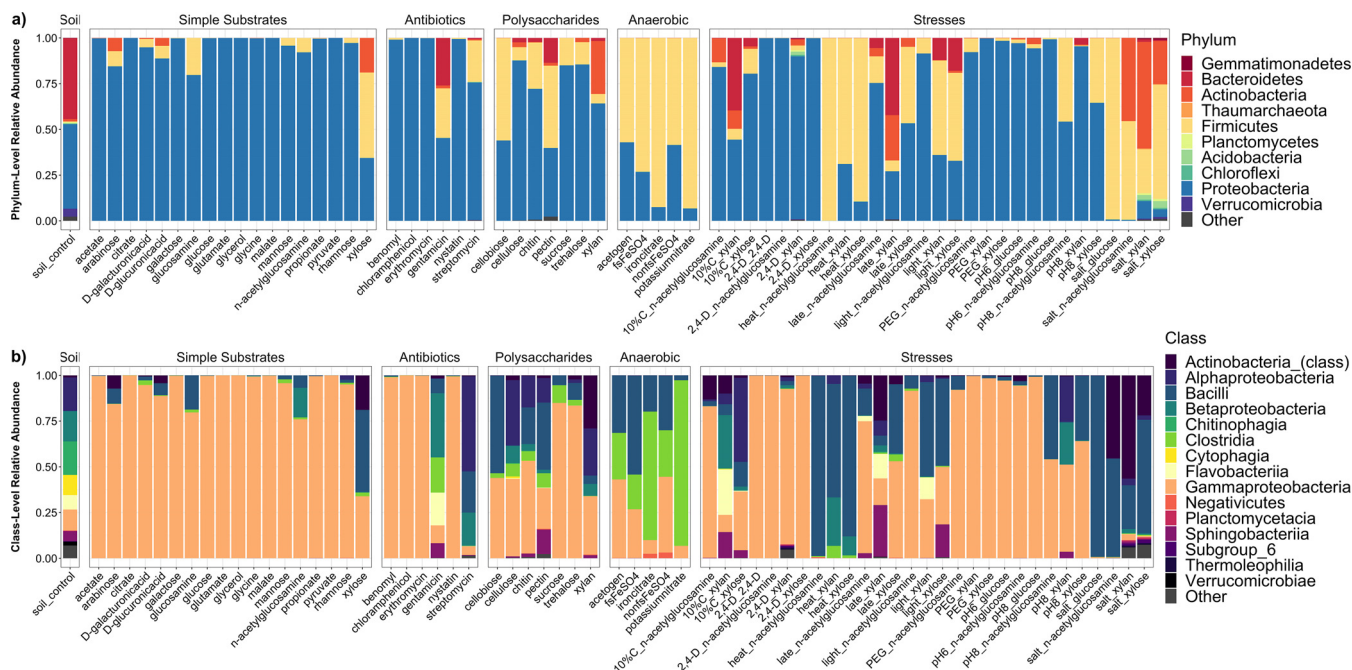 a)
Soil
Simple Substrates
Antibiotics
Polysaccharides
Anaerobic
Stresses
Phylum-Level Relative Abundance
1.00
0.75
0.50
0.25
0.00
soil_control
acetate
arabinose
citrate
D-galacturonicacid
D-glucuronicacid
galactose
glucosamine
glucose
glutamate
glycerol
glycine
malate
mannose
n-acetylglucosamine
propionate
pyruvate
rhamnose
xylose
benomyl
chloramphenicol
erythromycin
gentamicin
nystatin
streptomycin
cellobiose
cellulose
chitin
pectin
sucrose
trehalose
xylan
acetogen
fsFeSO4
ironcitrate
nonfsFeSO4
potassiumnitrate
10%C_n-acetylglucosamine
10%C_xylan
10%C_xylose
2,4-D_2,4-D
2,4-D_n-acetylglucosamine
2,4-D_xylan
2,4-D_xylose
heat_n-acetylglucosamine
heat_xylan
heat_xylose
late_n-acetylglucosamine
late_xylan
late_xylose
light_n-acetylglucosamine
light_xylan
light_xylose
PEG_n-acetylglucosamine
PEG_xylan
PEG_xylose
pH6_glucose
pH6_n-acetylglucosamine
pH8_glucose
pH8_n-acetylglucosamine
pH8_xylan
pH8_xylose
salt_glucose
salt_n-acetylglucosamine
salt_xylan
salt_xylose
Phylum
Gemmatimonadetes
Bacteroidetes
Actinobacteria
Thaumarchaeota
Firmicutes
Planctomycetes
Acidobacteria
Chloroflexi
Proteobacteria
Verrucomicrobia
Other
b)
Soil
Simple Substrates
Antibiotics
Polysaccharides
Anaerobic
Stresses
Class-Level Relative Abundance
1.00
0.75
0.50
0.25
0.00
soil_control
acetate
arabinose
citrate
D-galacturonicacid
D-glucuronicacid
galactose
glucosamine
glucose
glutamate
glycerol
glycine
malate
mannose
n-acetylglucosamine
propionate
pyruvate
rhamnose
xylose
benomyl
chloramphenicol
erythromycin
gentamicin
nystatin
streptomycin
cellobiose
cellulose
chitin
pectin
sucrose
trehalose
xylan
acetogen
fsFeSO4
ironcitrate
nonfsFeSO4
potassiumnitrate
10%C_n-acetylglucosamine
10%C_xylan
10%C_xylose
2,4-D_2,4-D
2,4-D_n-acetylglucosamine
2,4-D_xylan
2,4-D_xylose
heat_n-acetylglucosamine
heat_xylan
heat_xylose
late_n-acetylglucosamine
late_xylan
late_xylose
light_n-acetylglucosamine
light_xylan
light_xylose
PEG_n-acetylglucosamine
PEG_xylan
PEG_xylose
pH6_glucose
pH6_n-acetylglucosamine
pH8_glucose
pH8_n-acetylglucosamine
pH8_xylan
pH8_xylose
salt_glucose
salt_n-acetylglucosamine
salt_xylan
salt_xylose
Class
Actinobacteria_(class)
Alphaproteobacteria
Bacilli
Betaproteobacteria
Chitinophagia
Clostridia
Cytophagia
Flavobacteriia
Gammaproteobacteria
Negativicutes
Planctomycetacia
Sphingobacteriia
Subgroup_6
Thermoleophilia
Verrucomicrobiae
Other